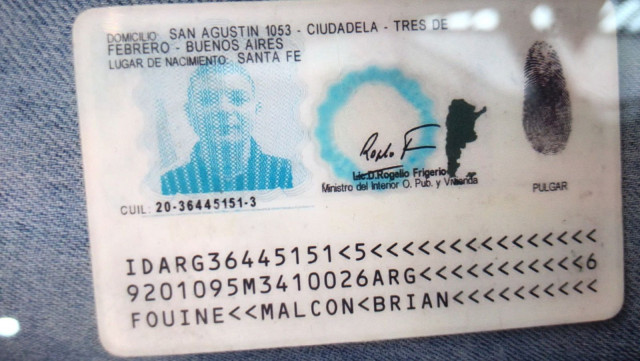 DOMICILIO: SAN AGUSTIN 1053 - CIUDADELA - TRES DE
FEBRERO - BUENOS AIRES
LUGAR DE NACIMIENTO: SANTA FE
Lic.D.Rogelio Frigerio
Ministro del Interior O. Pub. y Vivienda
PULGAR
CUIL: 20-36445151-3
IDARG36445151<5<<<<<<<<<<<<<<<
9201095M3410026ARG<<<<<<<<<<<6
FOUINE<<MALCON<BRIAN<<<<<<<<<<